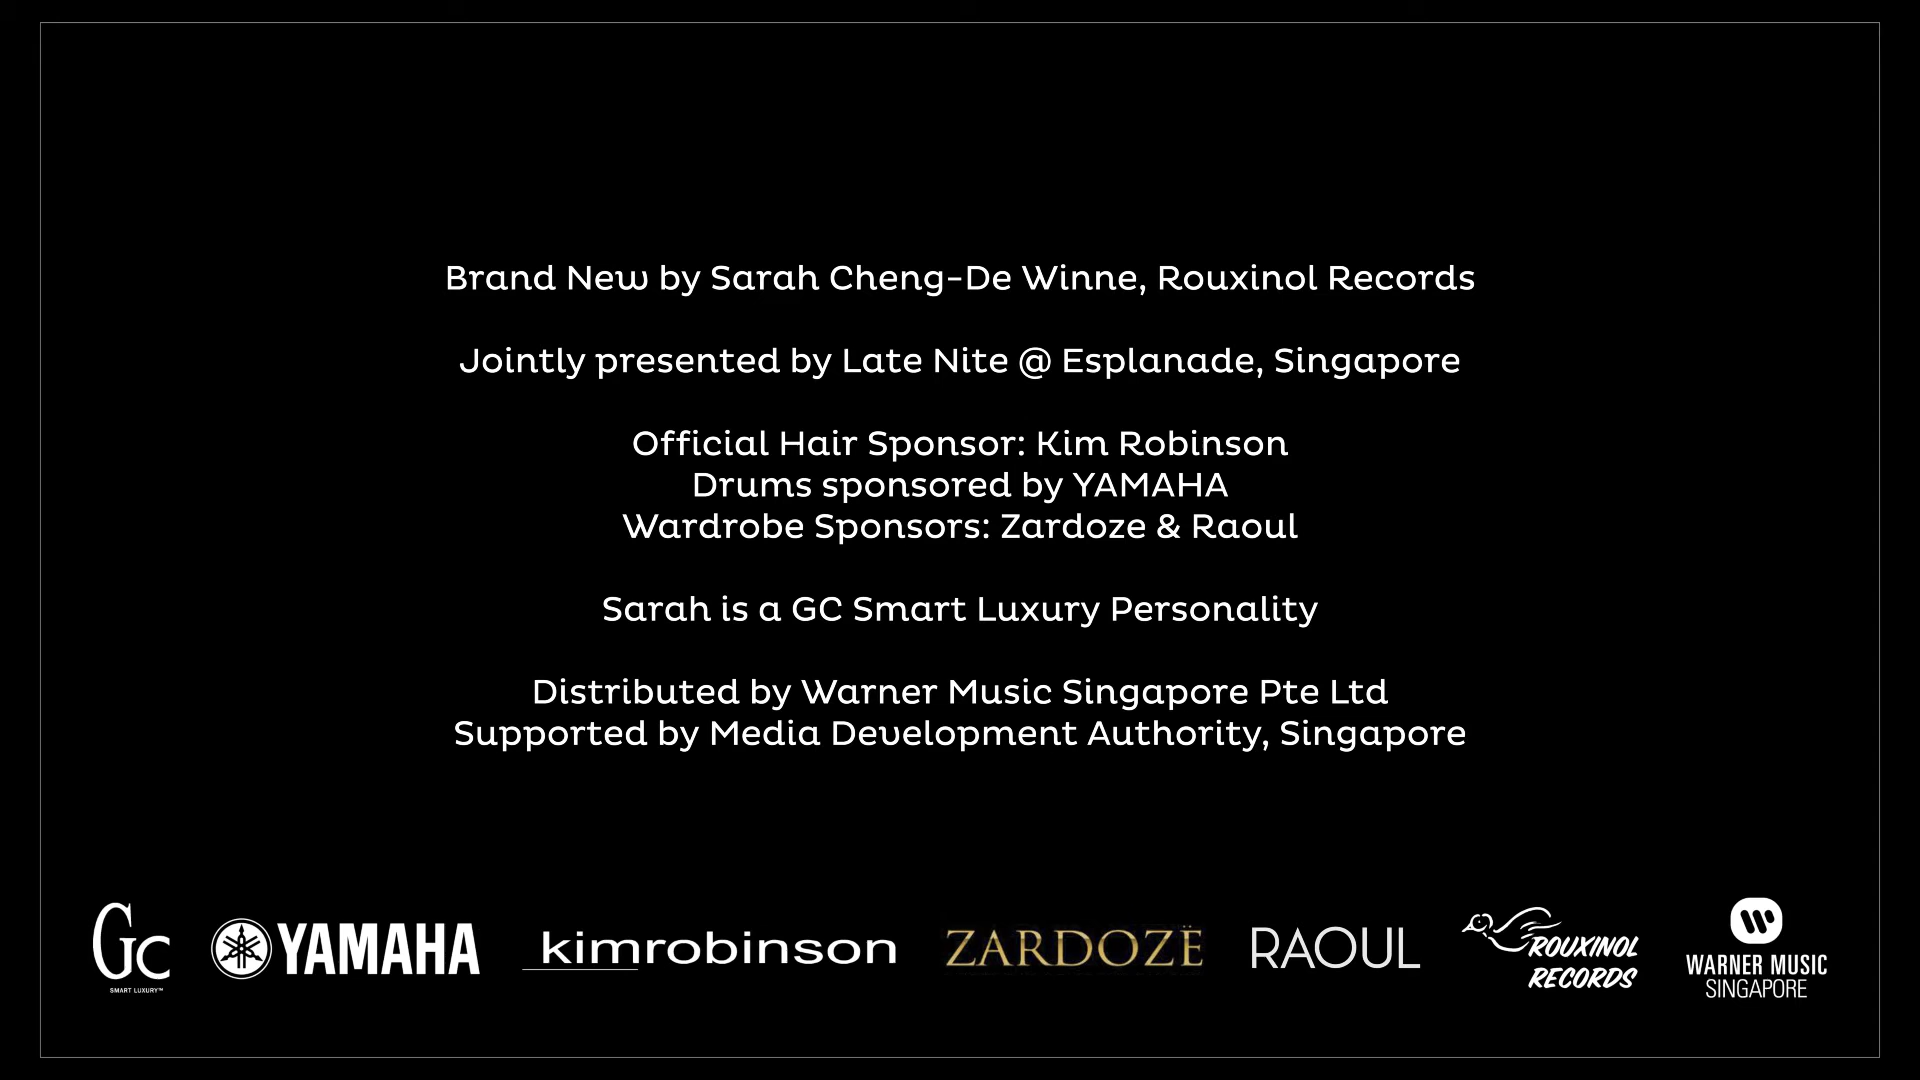 Brand New by Sarah Cheng-De Winne, Rouxinol Records
Jointly presented by Late Nite @ Esplanade, Singapore
Official Hair Sponsor: Kim Robinson
Drums sponsored by YAMAHA
Wardrobe Sponsors: Zardoze & Raoul
Sarah is a GC Smart Luxury Personality
Distributed by Warner Music Singapore Pte Ltd
Supported by Media Development Authority, Singapore
Gc
SMART LUXURY™
YAMAHA
kimrobinson
ZARDOZË
RAOUL
ROUXINOL
RECORDS
WARNER MUSIC
SINGAPORE